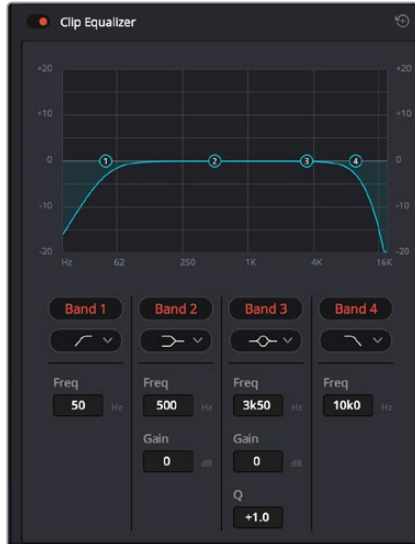 Clip Equalizer
+20 +20
+10 +10
0 0
-10 -10
-20 -20
Hz 62 250 1K 4K 16K
1 2 3 4
Band 1 Band 2 Band 3 Band 4
Freq Freq Freq Freq
50 Hz 500 Hz 3k50 Hz 10k0 Hz
Gain Gain
0 dB 0 dB
Q
+1.0